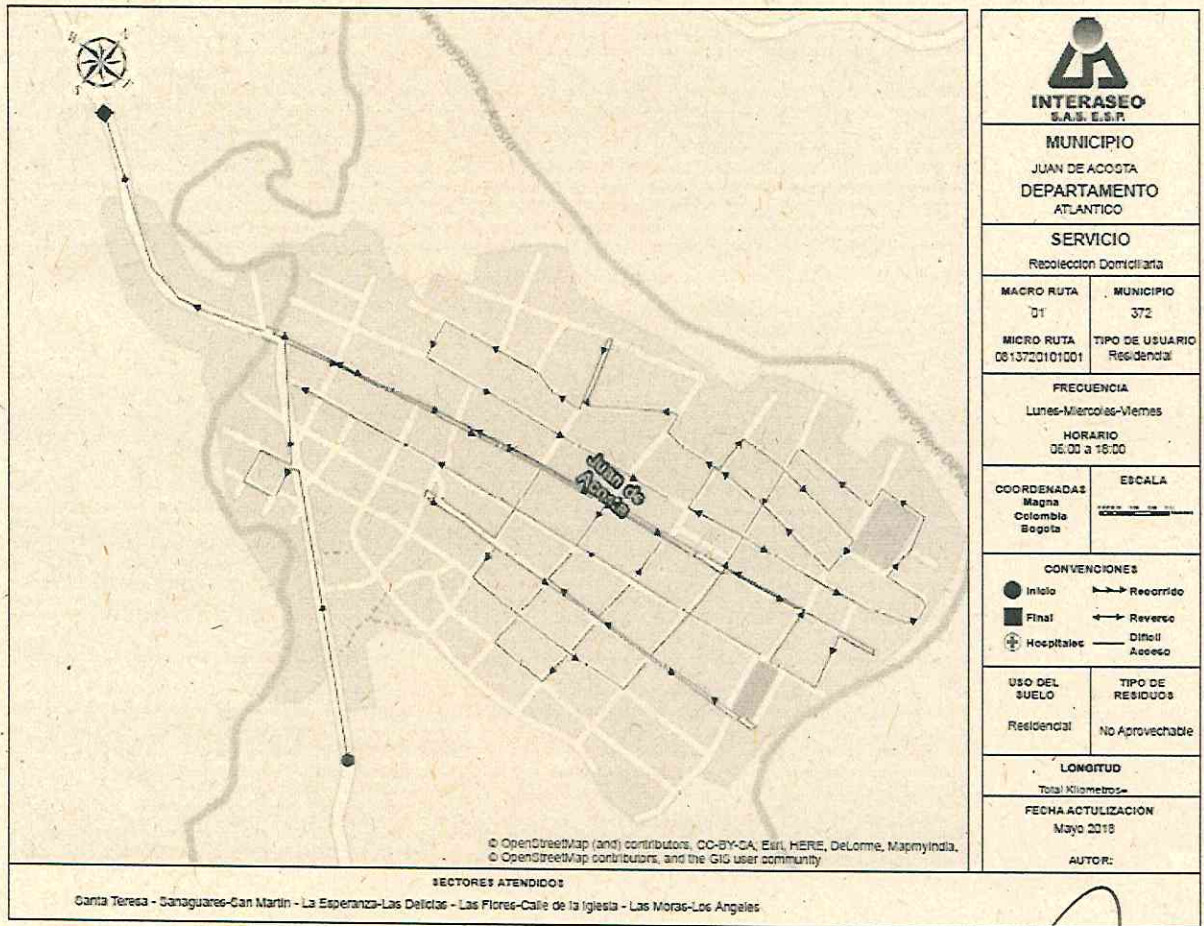 Arroyo Juan de Acosta
Juan de
Acosta
© OpenStreetMap (and) contributors, CC-BY-SA, Esri, HERE, DeLorme, MapmyIndia,
© OpenStreetMap contributors, and the GIS user community
INTERASEO
S.A.S. E.S.P.
MUNICIPIO
JUAN DE ACOSTA
DEPARTAMENTO
ATLANTICO
SERVICIO
Recoleccion Domiciliaria
MACRO RUTA
01
MUNICIPIO
372
MICRO RUTA
0813720101001
TIPO DE USUARIO
Residencial
FRECUENCIA
Lunes-Miercoles-Viernes
HORARIO
06:00 a 16:00
COORDENADAS
Magna
Colombia
Bogota
ESCALA
CONVENCIONES
Inicio
Recorrido
Final
Reverso
Hospitales
Dificil
Acceso
USO DEL
SUELO
Residencial
TIPO DE
RESIDUOS
No Aprovechable
LONGITUD
Total Kilometros=
FECHA ACTULIZACIÓN
Mayo 2018
AUTOR:
SECTORES ATENDIDOS
Santa Teresa - Sanaguares-San Martin - La Esperanza-Las Delicias - Las Flores-Calle de la Iglesia - Las Moras-Los Angeles